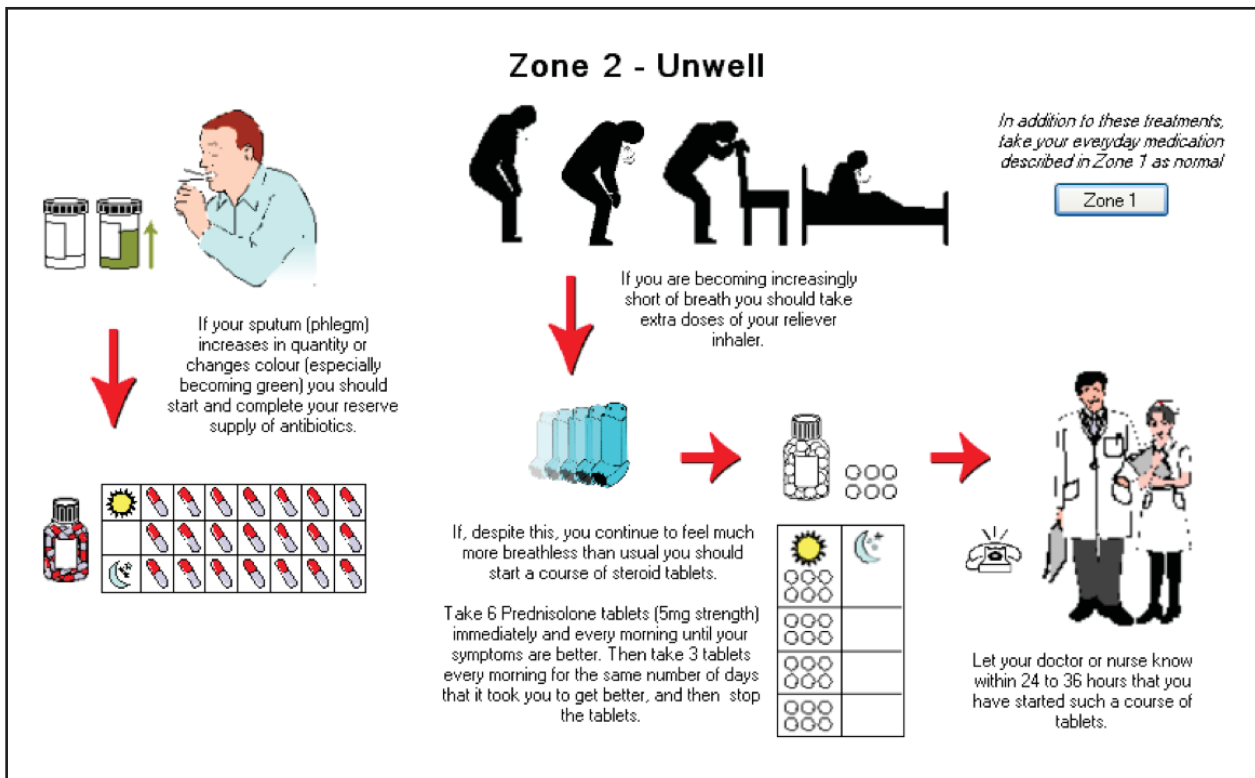 Zone 2 - Unwell
In addition to these treatments,
take your everyday medication
described in Zone 1 as normal
Zone 1
If your sputum (phlegm)
increases in quantity or
changes colour (especially
becoming green) you should
start and complete your reserve
supply of antibiotics.
If you are becoming increasingly
short of breath you should take
extra doses of your reliever
inhaler.
If, despite this, you continue to feel much
more breathless than usual you should
start a course of steroid tablets.
Take 6 Prednisolone tablets (5mg strength)
immediately and every morning until your
symptoms are better. Then take 3 tablets
every morning for the same number of days
that it took you to get better, and then stop
the tablets.
Let your doctor or nurse know
within 24 to 36 hours that you
have started such a course of
tablets.